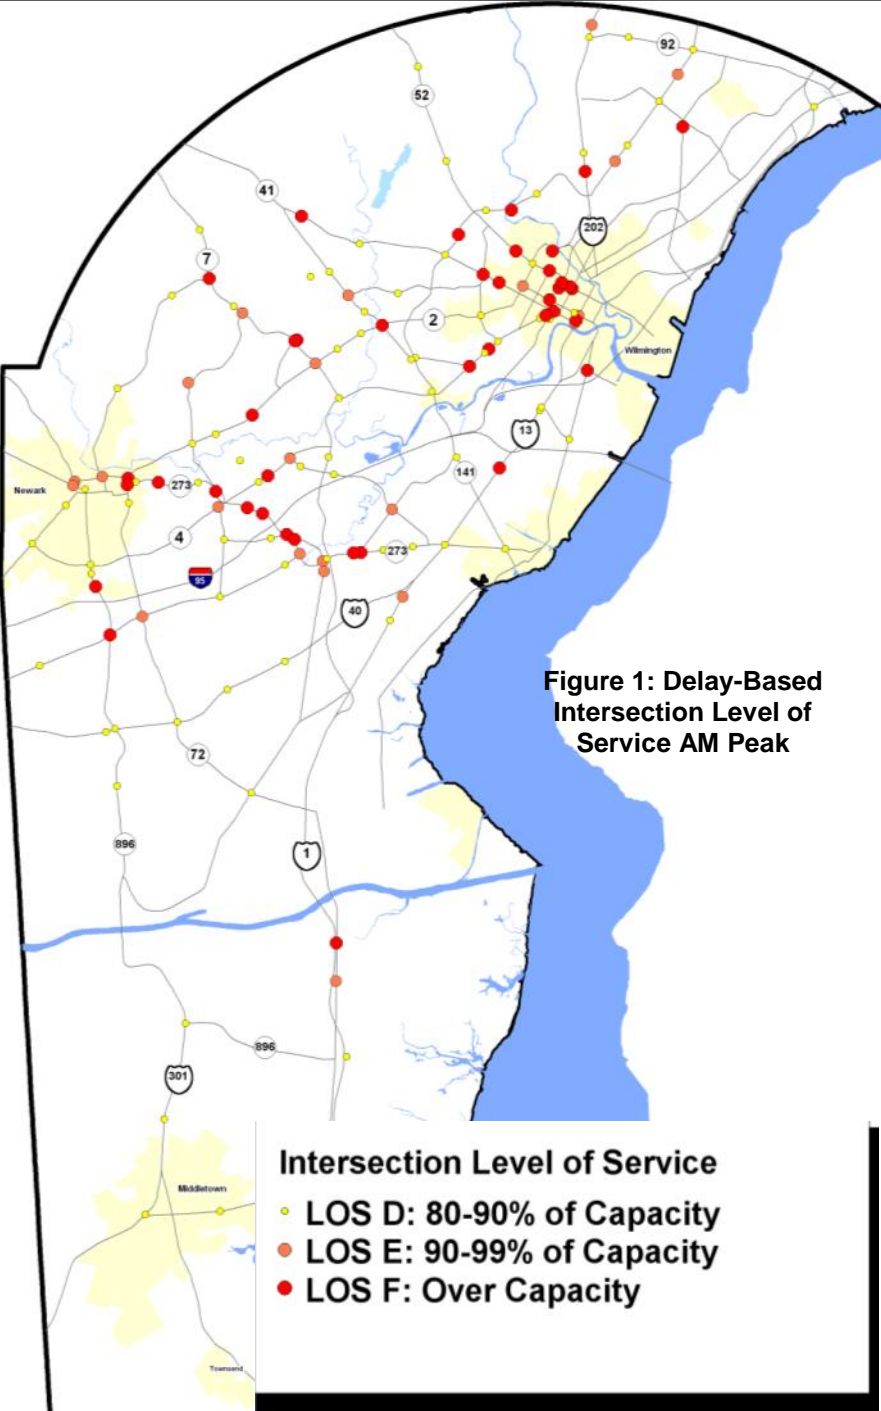 92
52
41
202
7
2
Wilmington
13
141
Newark
273
4
273
95
40
Figure 1: Delay-Based
Intersection Level of
Service AM Peak
72
896
1
896
301
Intersection Level of Service
Middletown
LOS D: 80-90% of Capacity
LOS E: 90-99% of Capacity
LOS F: Over Capacity
Townsend